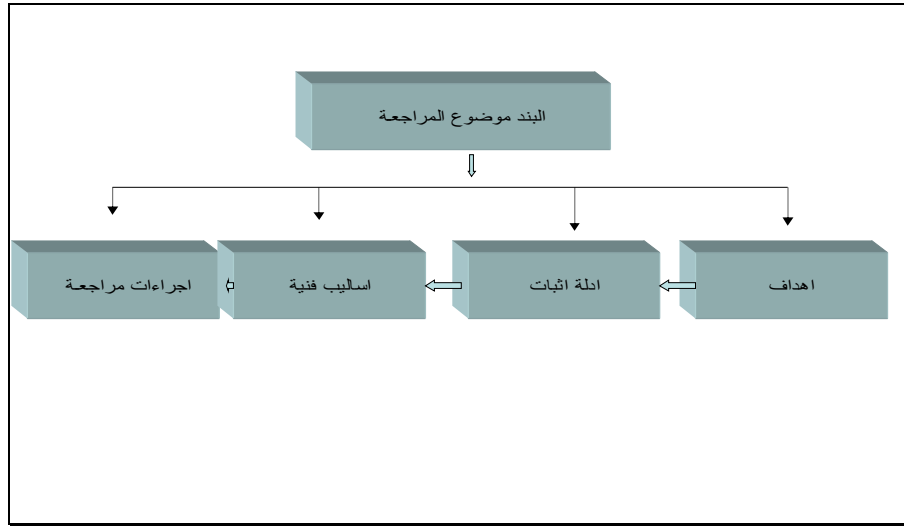 البند موضوع المراجعة
اهداف
ادلة اثبات
اساليب فنية
اجراءات مراجعة